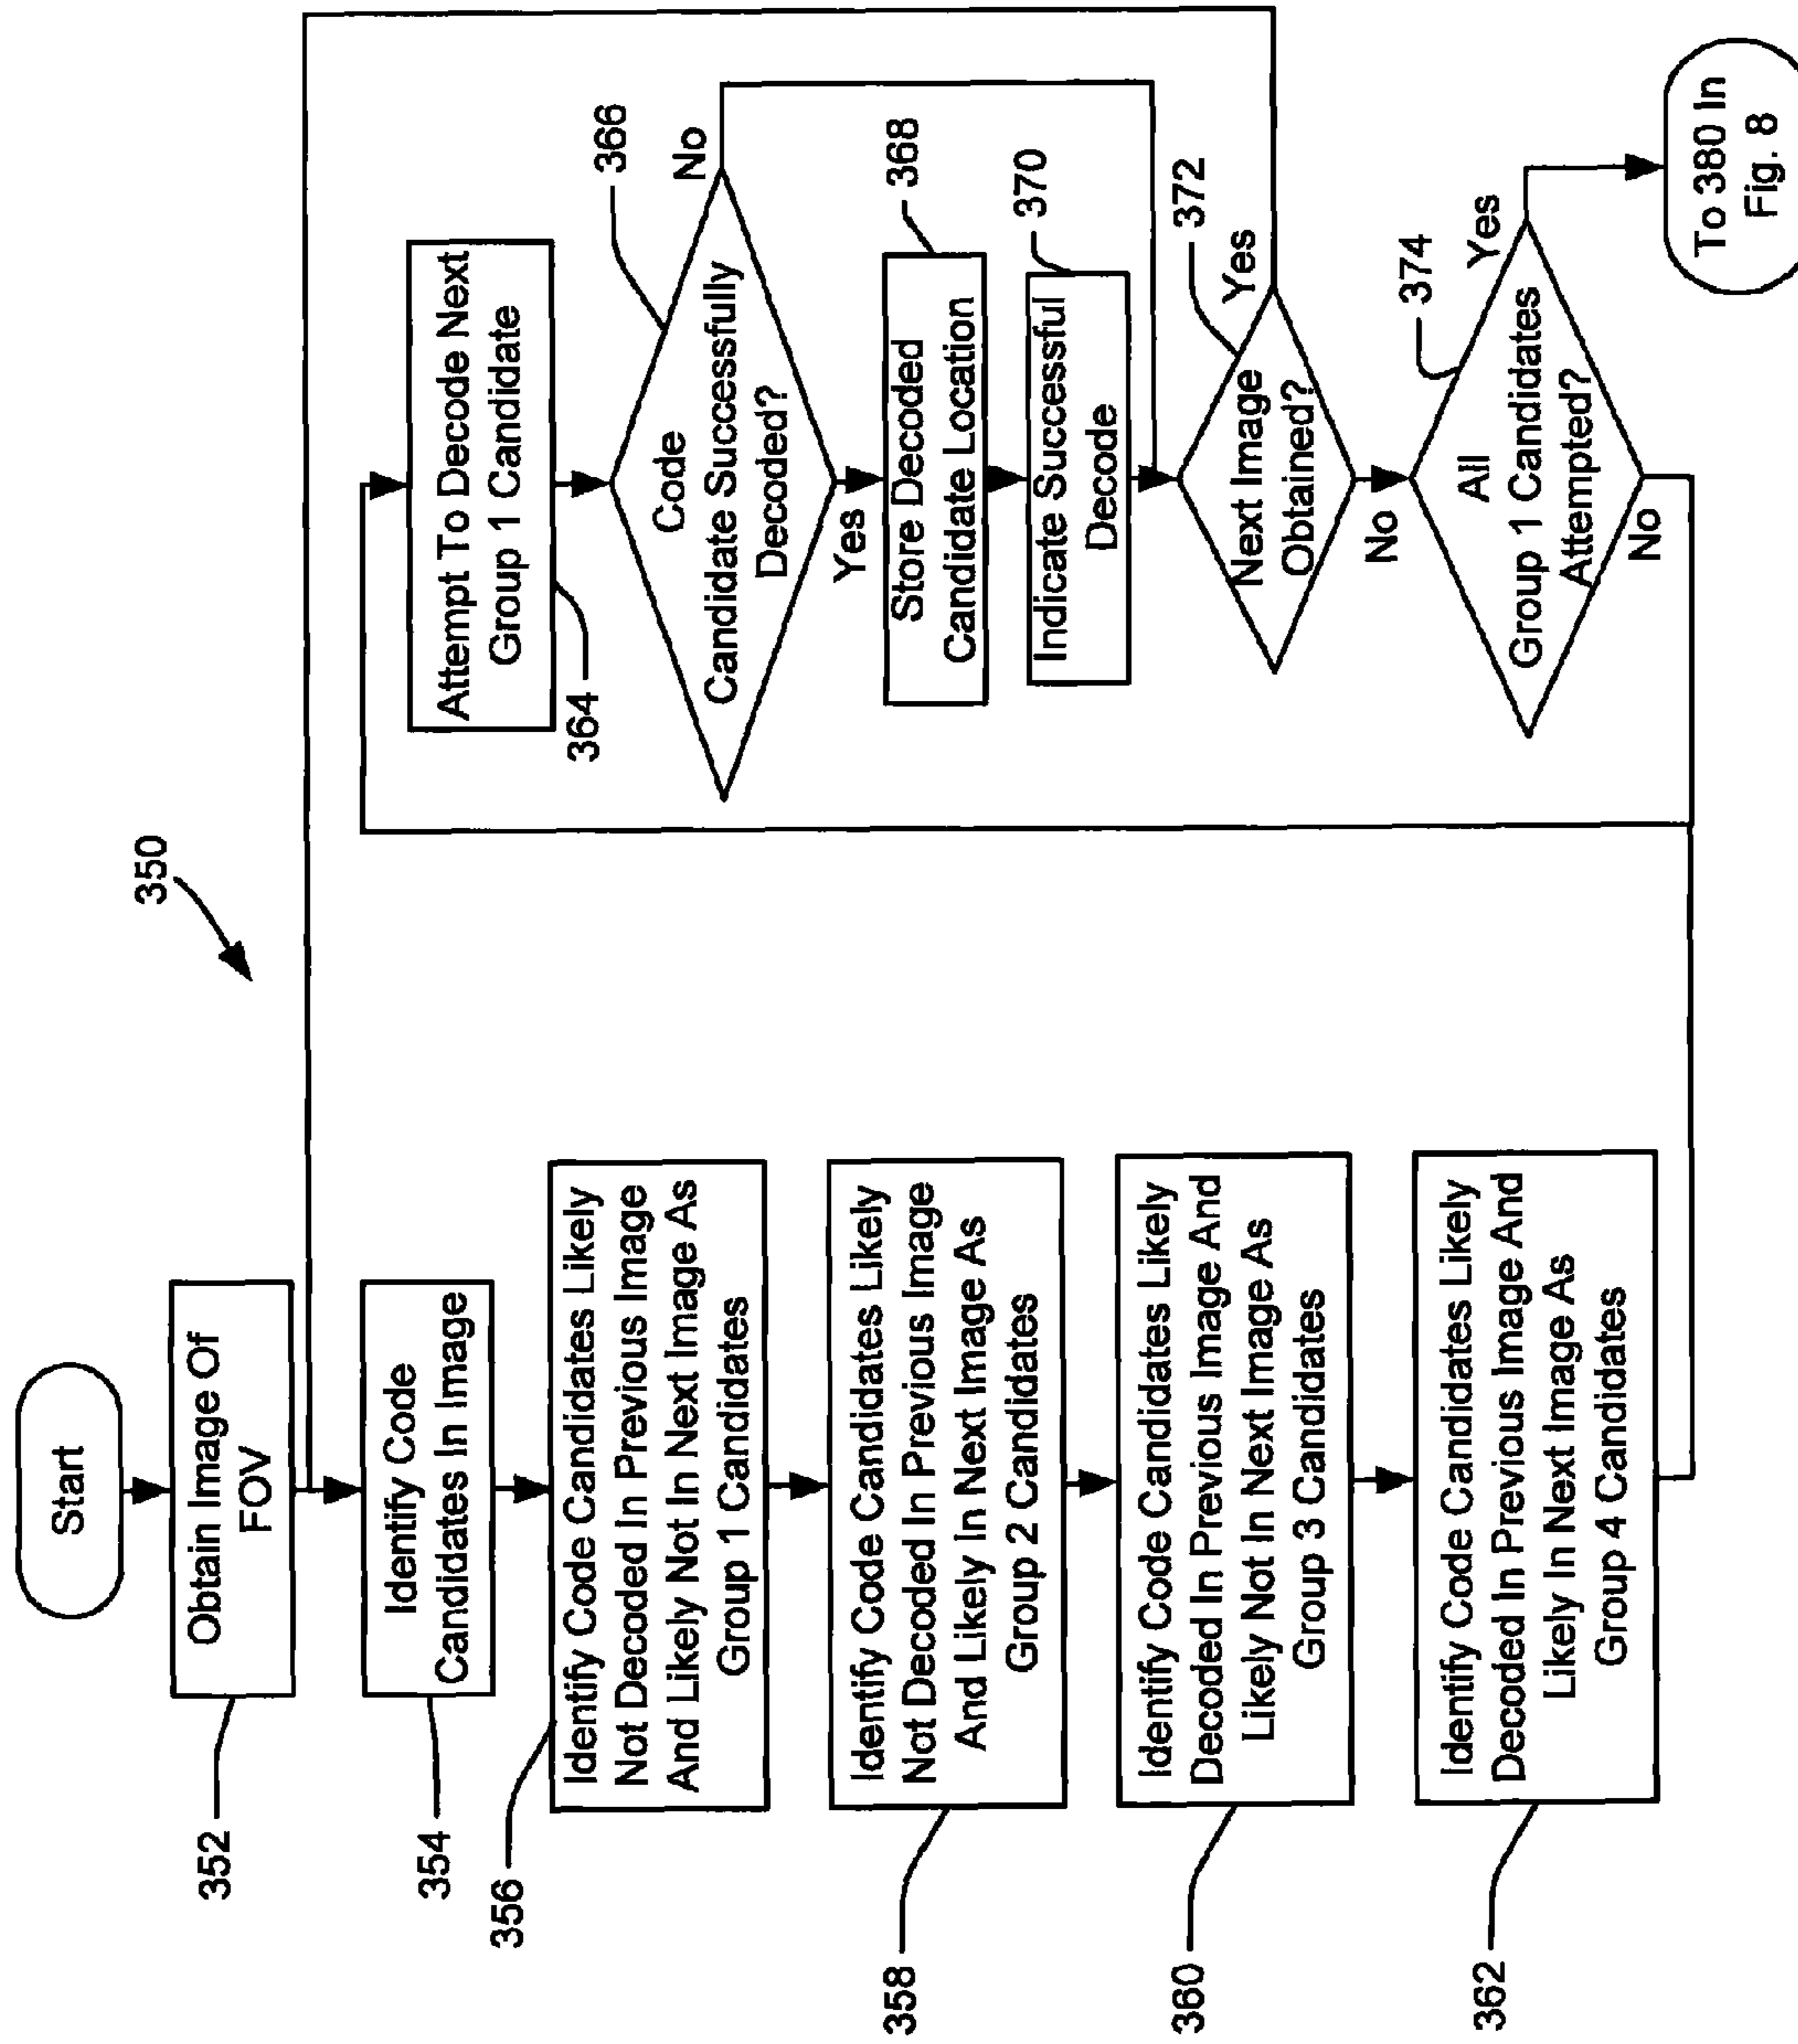 350
Start
Obtain Image Of
FOV
352
Identify Code
Candidates In Image
354
Identify Code Candidates Likely
Not Decoded In Previous Image
And Likely Not In Next Image As
Group 1 Candidates
356
Identify Code Candidates Likely
Not Decoded In Previous Image
And Likely In Next Image As
Group 2 Candidates
358
Identify Code Candidates Likely
Decoded In Previous Image And
Likely Not In Next Image As
Group 3 Candidates
360
Identify Code Candidates Likely
Decoded In Previous Image And
Likely In Next Image As
Group 4 Candidates
362
Attempt To Decode Next
Group 1 Candidate
364
Code
Candidate Successfully
Decoded?
366
No
Yes
Store Decoded
Candidate Location
368
Indicate Successful
Decode
370
Next Image
Obtained?
372
Yes
No
All
Group 1 Candidates
Attempted?
374
Yes
No
To 380 In
Fig. 8